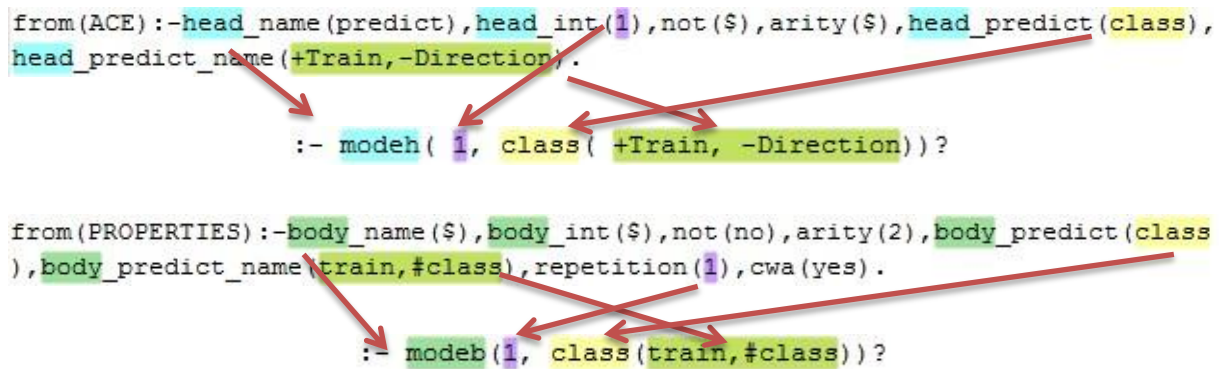 from(ACE):-head_name(predict),head_int(1),not($),arity($),head_predict(class),
head_predict_name(+Train,-Direction).
:- modeh( 1, class( +Train, -Direction))?
from(PROPERTIES):-body_name($),body_int($),not(no),arity(2),body_predict(class
),body_predict_name(train,#class),repetition(1),cwa(yes).
:- modeb(1, class(train,#class))?